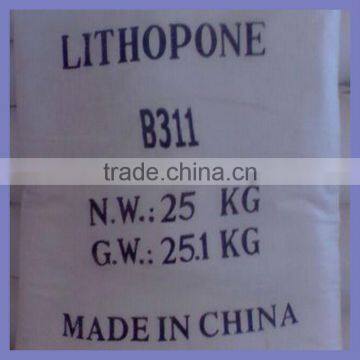 LITHOPONE
B311
trade.china.cn
N.W.: 25 KG
G.W.: 25.1 KG
MADE IN CHINA